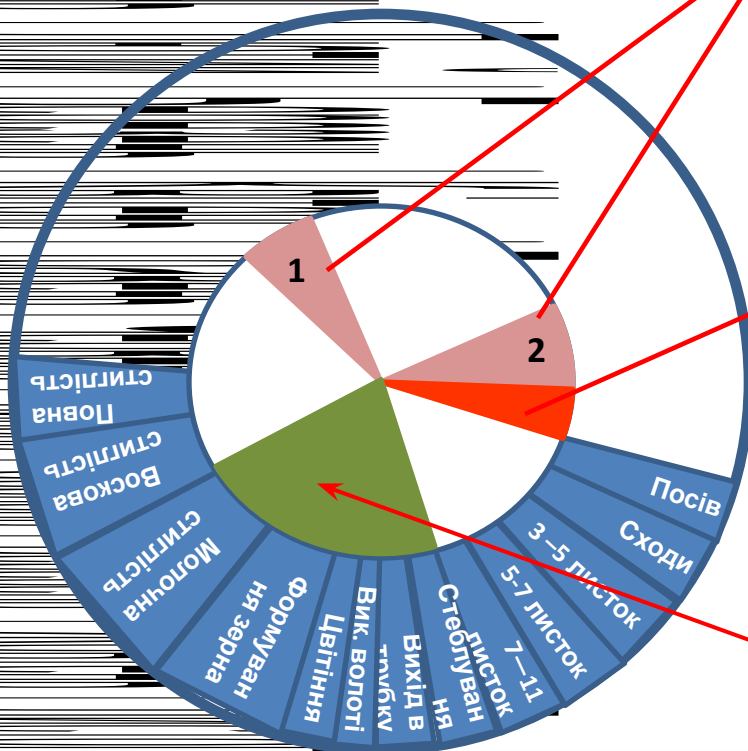 1
2
Посів
Сходи
3 –5 листок
5-7 листок
7—11
листок
Стеблуван
ня
Вихід в
трубку
Вик. волоті
Цвітіння
Формуван
ня зерна
Молочна
стиглість
Воскова
стиглість
Повна
стиглість